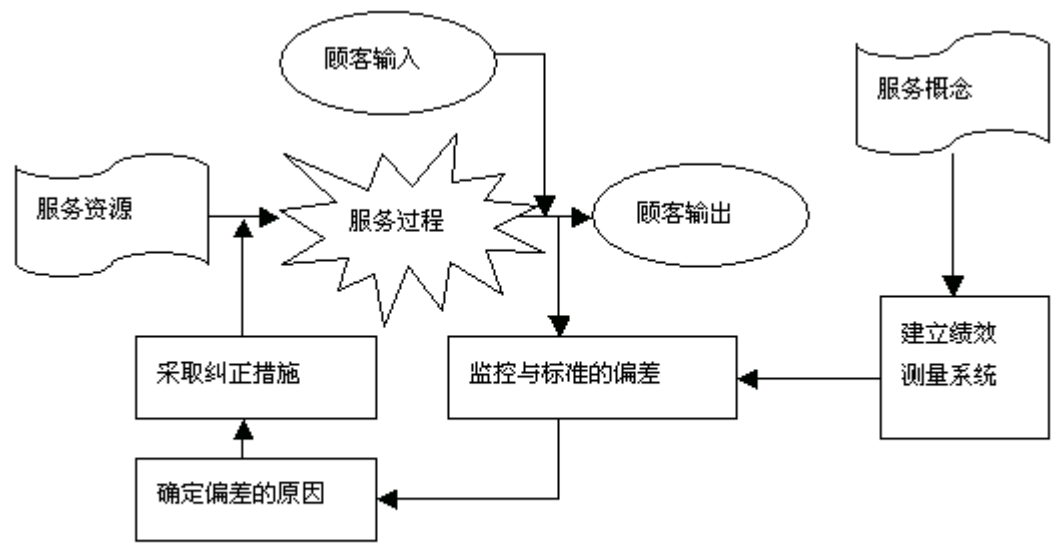 顾客输入
服务概念
服务资源
服务过程
顾客输出
建立绩效
测量系统
采取纠正措施
监控与标准的偏差
确定偏差的原因